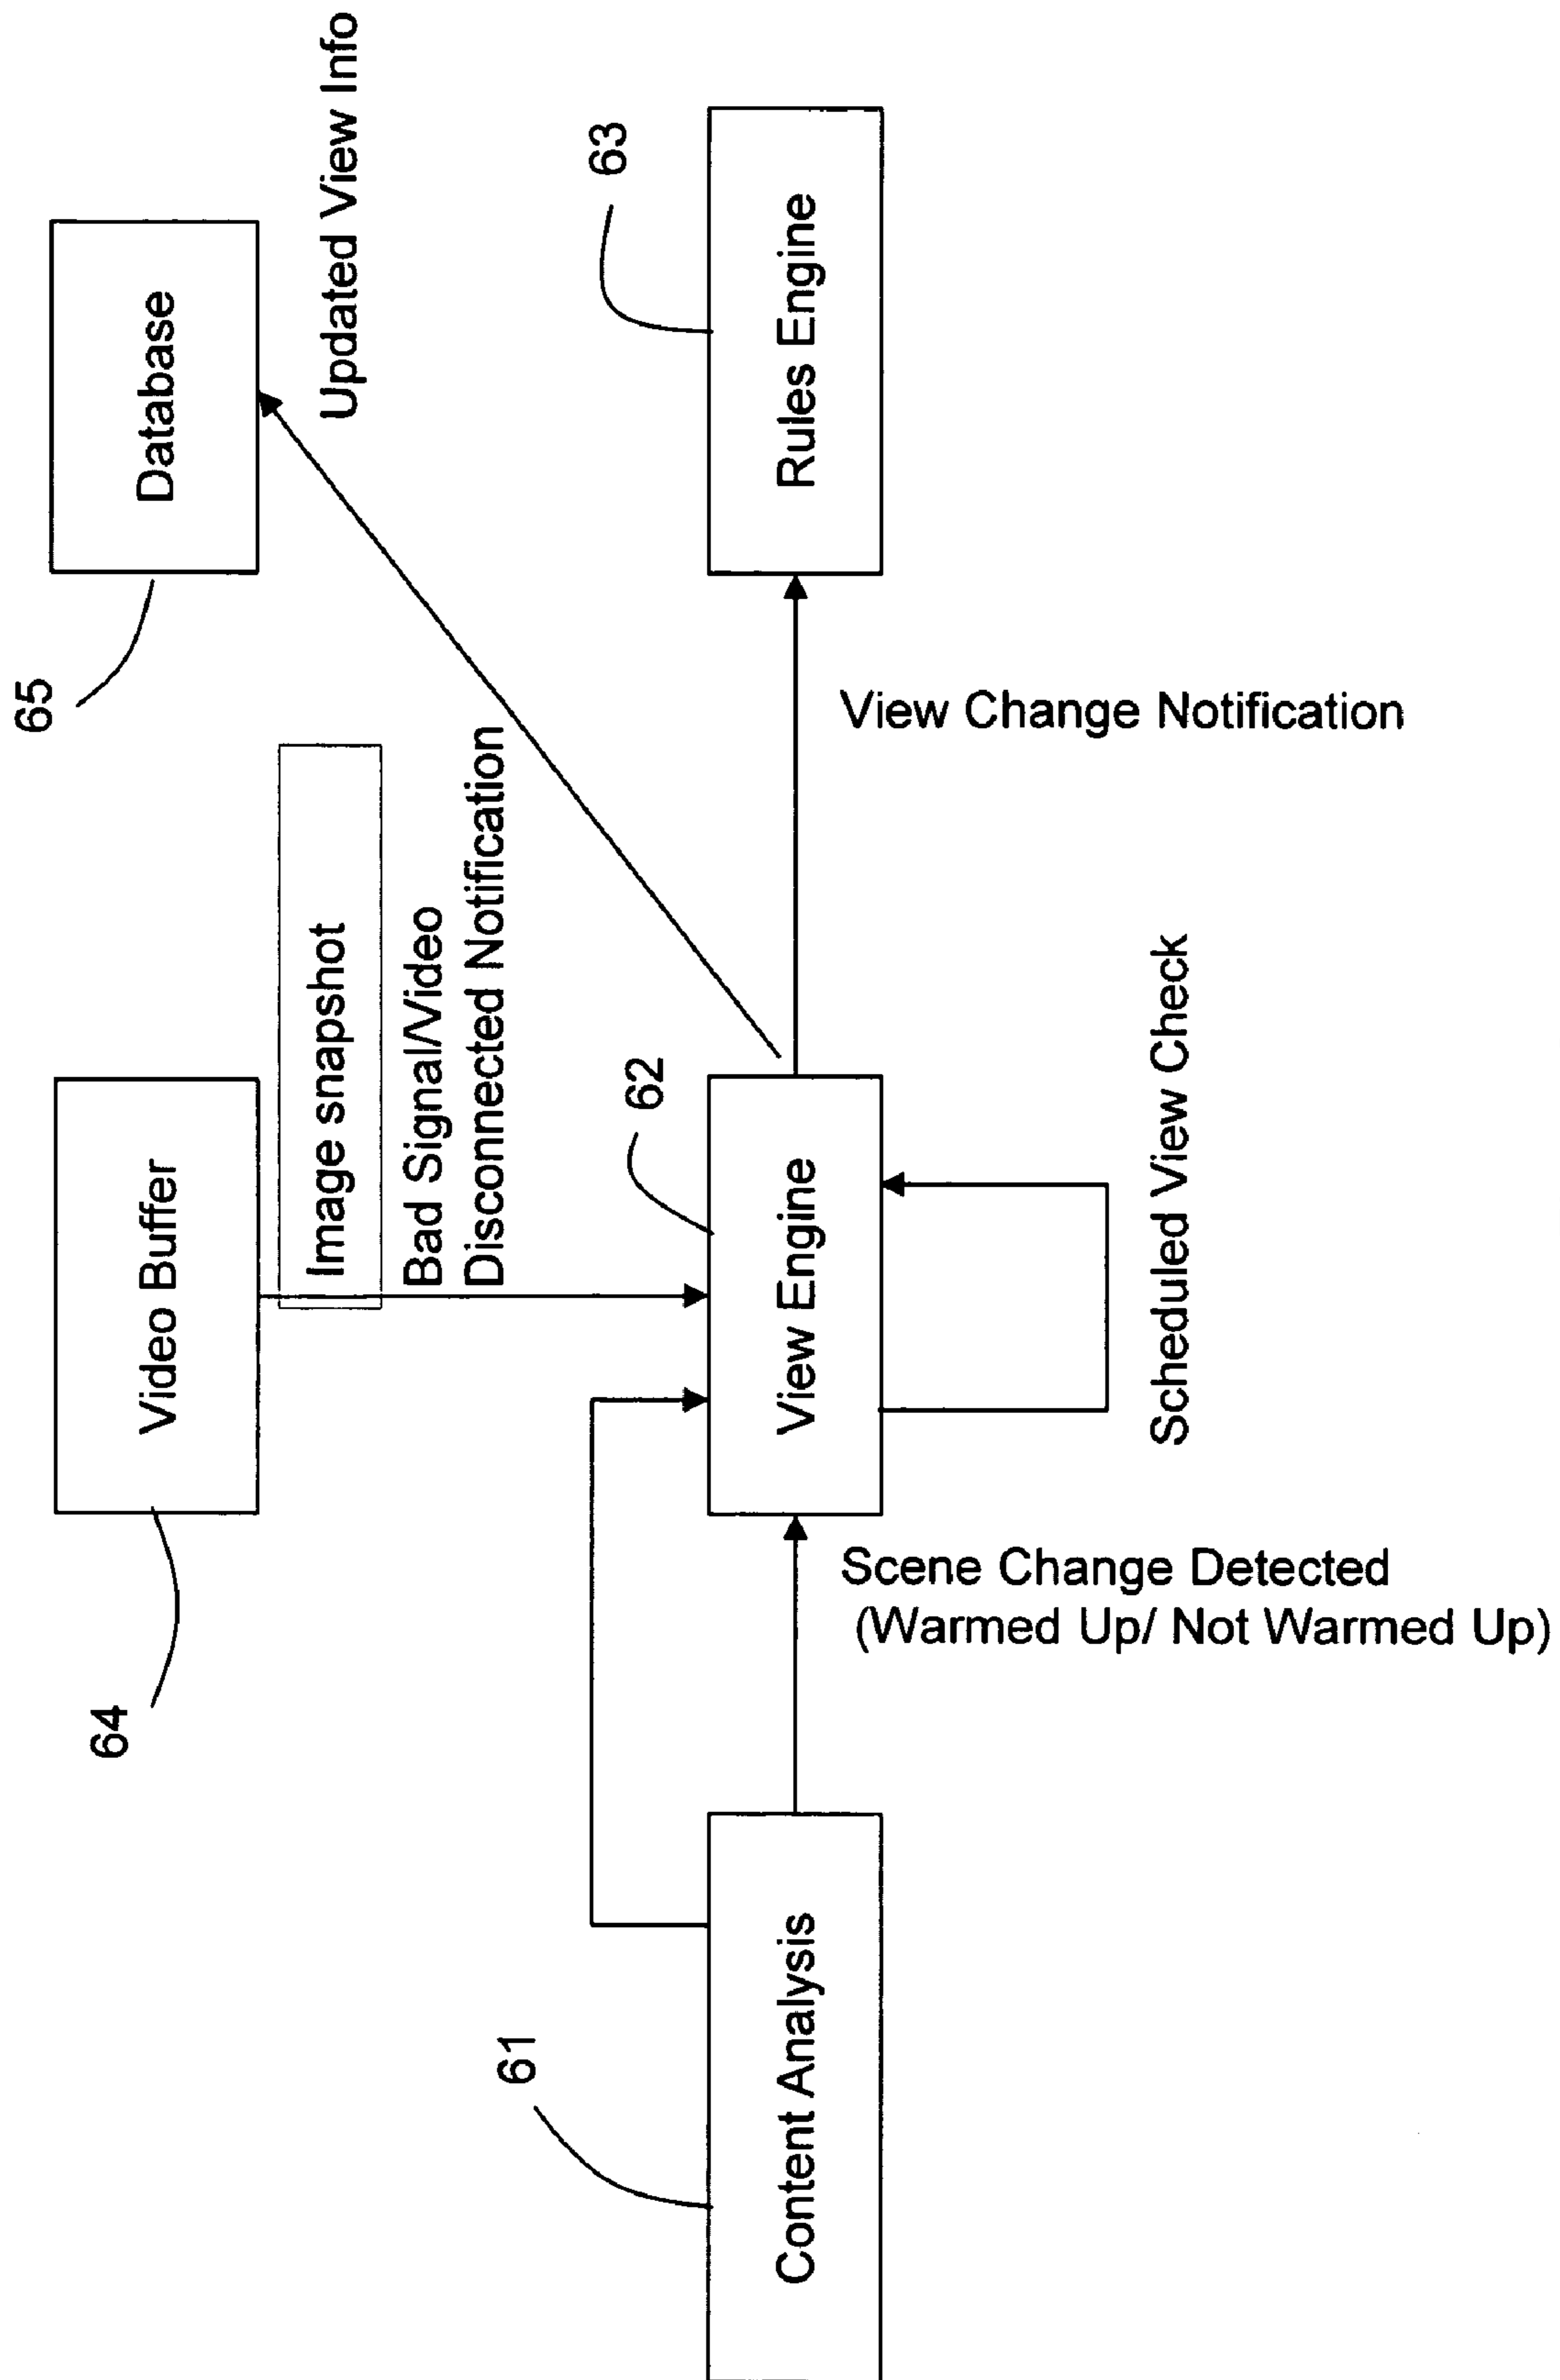 65
Database
Updated View Info
64
Video Buffer
Image snapshot
Bad Signal/Video
Disconnected Notification
61
Content Analysis
Scene Change Detected
(Warmed Up/ Not Warmed Up)
62
View Engine
Scheduled View Check
View Change Notification
63
Rules Engine